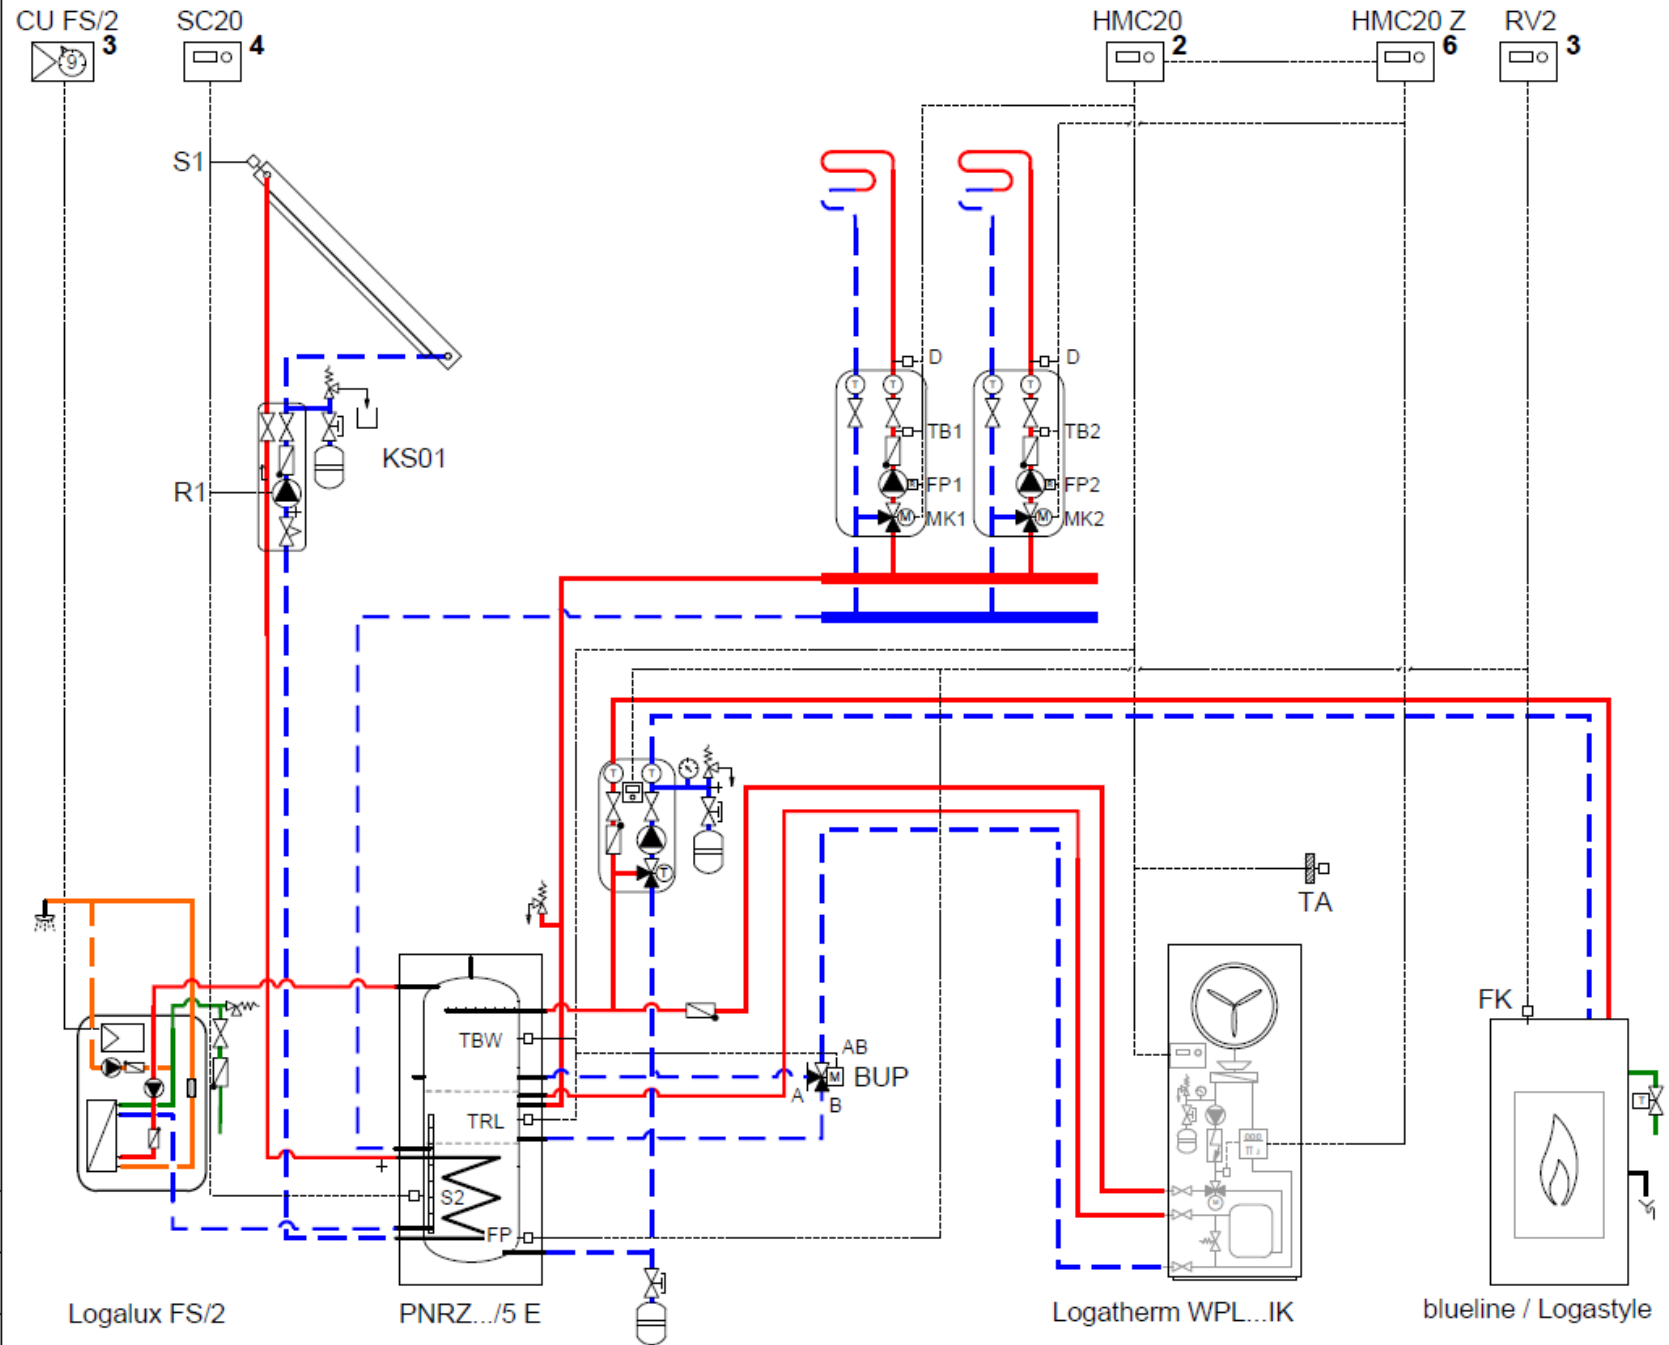 CU FS/2 SC20 HMC20 HMC20 Z RV2
3 4 2 6 3
9
S1
D D
T T T T
TB1 TB2
KS01
R1
FP1 FP2
M MK1 M MK2
T T
T
TA
FK
TBW
AB
M BUP
A
B
TRL
S2
FP
M
T
Logalux FS/2 PNRZ.../5 E Logatherm WPL...IK blueline / Logastyle